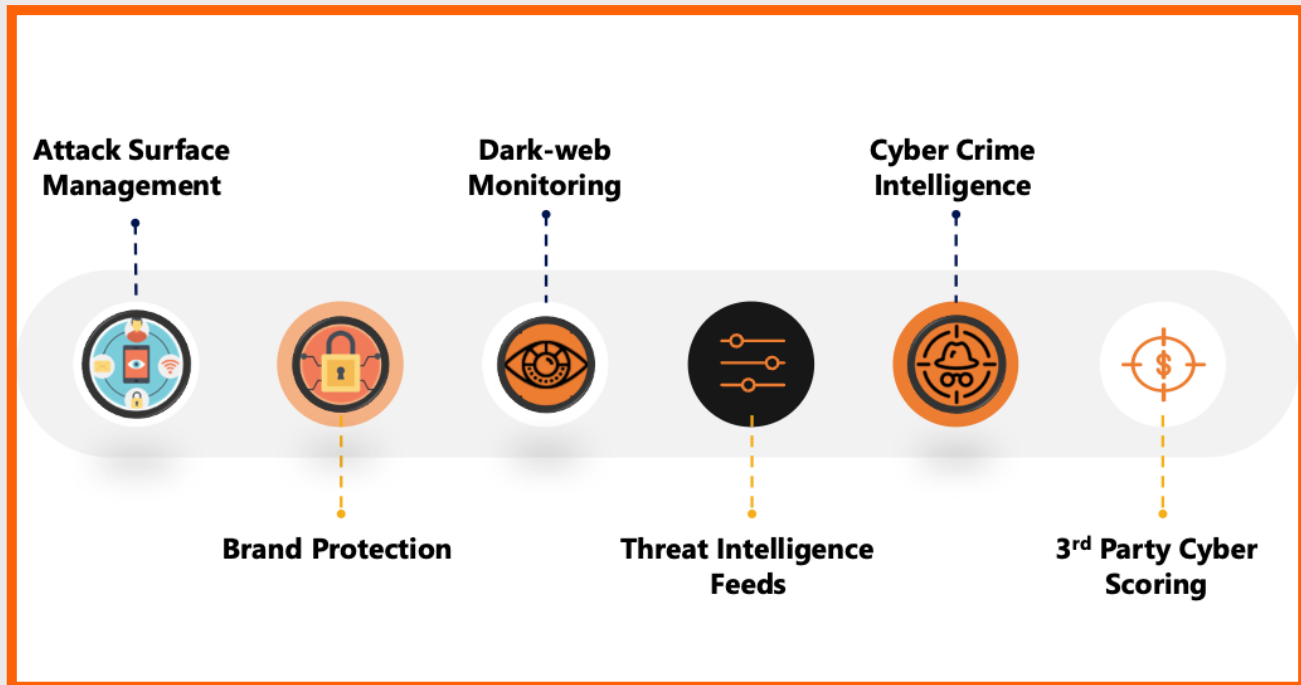 Attack Surface
Management
Dark-web
Monitoring
Cyber Crime
Intelligence
$
Brand Protection
Threat Intelligence
Feeds
3rd Party Cyber
Scoring